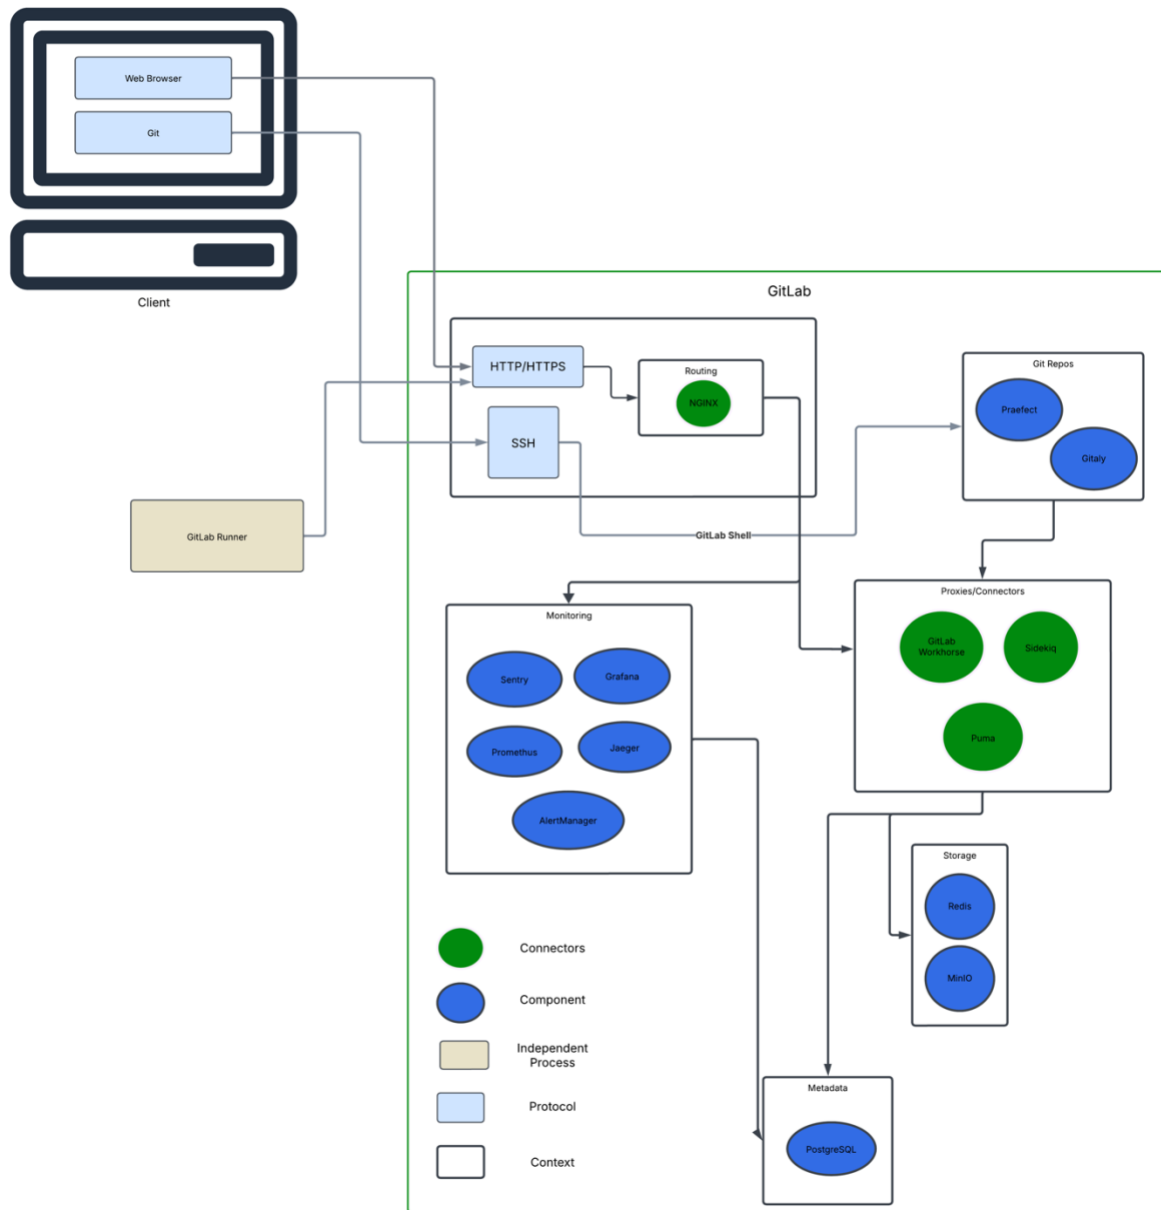 Web Browser
Git
Client
GitLab
HTTP/HTTPS
Routing
NGINX
SSH
Git Repos
Praefect
Gitaly
GitLab Shell
GitLab Runner
Proxies/Connectors
GitLab
Workhorse
Sidekiq
Puma
Monitoring
Sentry
Grafana
Promethus
Jaeger
AlertManager
Storage
Redis
MinIO
Connectors
Component
Independent
Process
Protocol
Context
Metadata
PostgreSQL